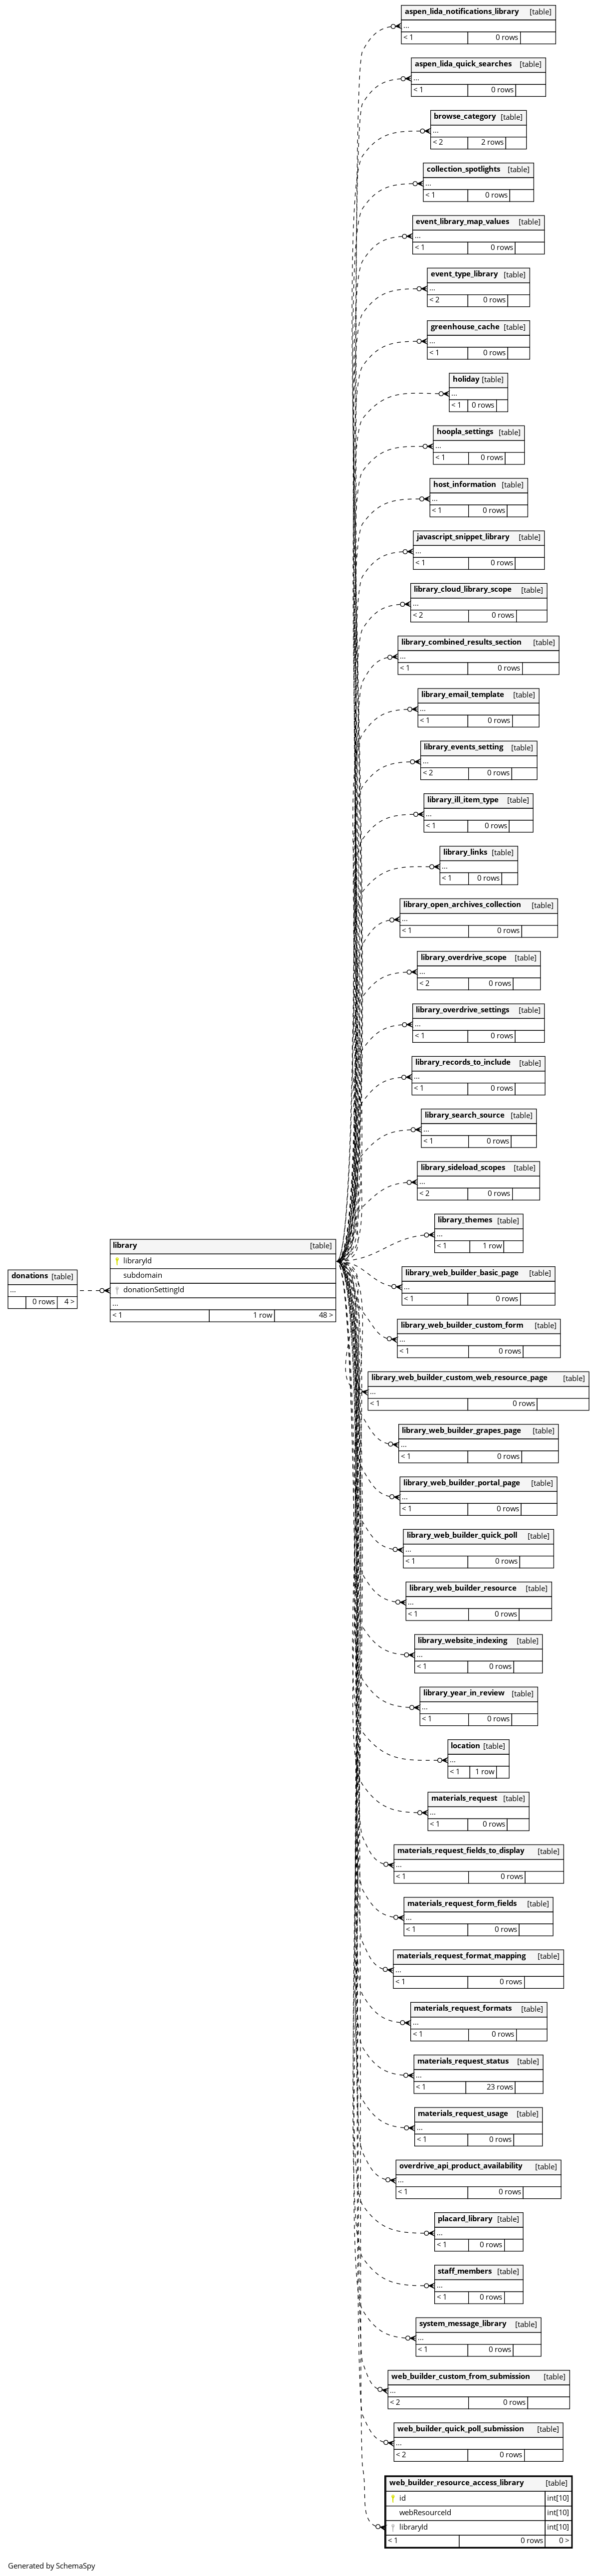 aspen_lida_notifications_library [table]
...
< 1 0 rows
aspen_lida_quick_searches [table]
...
< 1 0 rows
browse_category [table]
...
< 2 2 rows
collection_spotlights [table]
...
< 1 0 rows
event_library_map_values [table]
...
< 1 0 rows
event_type_library [table]
...
< 2 0 rows
greenhouse_cache [table]
...
< 1 0 rows
holiday [table]
...
< 1 0 rows
hoopla_settings [table]
...
< 1 0 rows
host_information [table]
...
< 1 0 rows
javascript_snippet_library [table]
...
< 1 0 rows
library_cloud_library_scope [table]
...
< 2 0 rows
library_combined_results_section [table]
...
< 1 0 rows
library_email_template [table]
...
< 1 0 rows
library_events_setting [table]
...
< 2 0 rows
library_ill_item_type [table]
...
< 1 0 rows
library_links [table]
...
< 1 0 rows
library_open_archives_collection [table]
...
< 1 0 rows
library_overdrive_scope [table]
...
< 2 0 rows
library_overdrive_settings [table]
...
< 1 0 rows
library_records_to_include [table]
...
< 1 0 rows
library_search_source [table]
...
< 1 0 rows
library_sideload_scopes [table]
...
< 2 0 rows
library_themes [table]
...
< 1 1 row
donations [table]
...
0 rows 4 >
library [table]
libraryId
subdomain
donationSettingId
...
< 1 1 row 48 >
library_web_builder_basic_page [table]
...
< 1 0 rows
library_web_builder_custom_form [table]
...
< 1 0 rows
library_web_builder_custom_web_resource_page [table]
...
< 1 0 rows
library_web_builder_grapes_page [table]
...
< 1 0 rows
library_web_builder_portal_page [table]
...
< 1 0 rows
library_web_builder_quick_poll [table]
...
< 1 0 rows
library_web_builder_resource [table]
...
< 1 0 rows
library_website_indexing [table]
...
< 1 0 rows
library_year_in_review [table]
...
< 1 0 rows
location [table]
...
< 1 1 row
materials_request [table]
...
< 1 0 rows
materials_request_fields_to_display [table]
...
< 1 0 rows
materials_request_form_fields [table]
...
< 1 0 rows
materials_request_format_mapping [table]
...
< 1 0 rows
materials_request_formats [table]
...
< 1 0 rows
materials_request_status [table]
...
< 1 23 rows
materials_request_usage [table]
...
< 1 0 rows
overdrive_api_product_availability [table]
...
< 1 0 rows
placard_library [table]
...
< 1 0 rows
staff_members [table]
...
< 1 0 rows
system_message_library [table]
...
< 1 0 rows
web_builder_custom_from_submission [table]
...
< 2 0 rows
web_builder_quick_poll_submission [table]
...
< 2 0 rows
web_builder_resource_access_library [table]
id int[10]
webResourceId int[10]
libraryId int[10]
< 1 0 rows 0 >
Generated by SchemaSpy